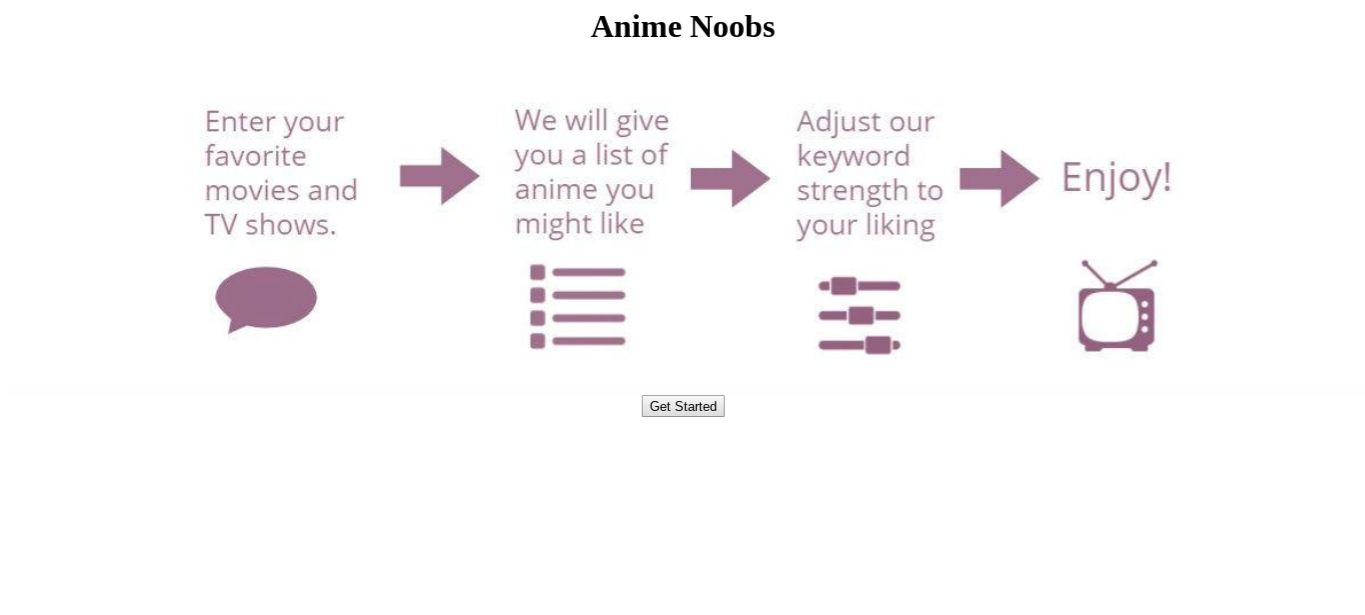 Anime Noobs
Enter your
favorite
movies and
TV shows.
We will give
you a list of
anime you
might like
Adjust our
keyword
strength to
your liking
Enjoy!
Get Started